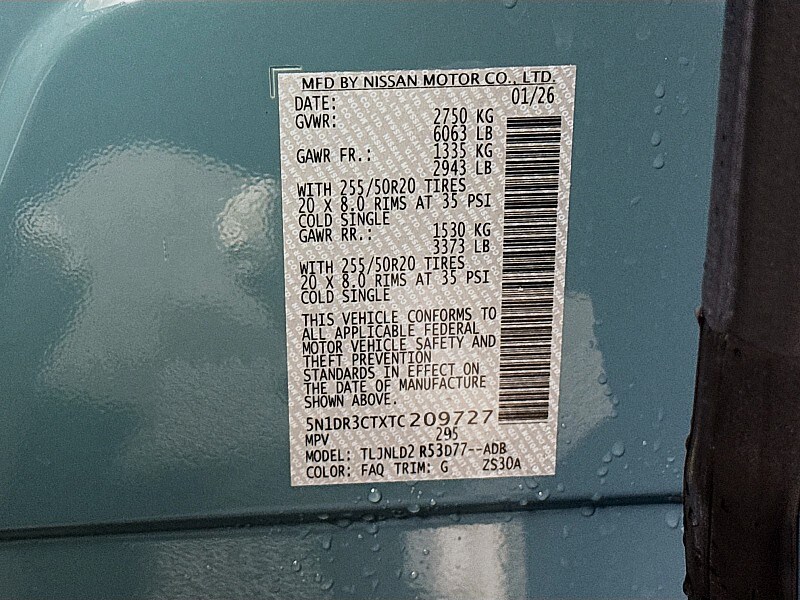 MFD BY NISSAN MOTOR CO., LTD.
DATE: 01/26
GVWR: 2750 KG
6063 LB
GAWR FR.: 1335 KG
2943 LB
WITH 255/50R20 TIRES
20 X 8.0 RIMS AT 35 PSI
COLD SINGLE
GAWR RR.: 1530 KG
3373 LB
WITH 255/50R20 TIRES
20 X 8.0 RIMS AT 35 PSI
COLD SINGLE
THIS VEHICLE CONFORMS TO
ALL APPLICABLE FEDERAL
MOTOR VEHICLE SAFETY AND
THEFT PREVENTION
STANDARDS IN EFFECT ON
THE DATE OF MANUFACTURE
SHOWN ABOVE.
5N1DR3CTXTC209727
MPV 295
MODEL: TLJNLD2 R53D77--ADB
COLOR: FAQ TRIM: G ZS30A